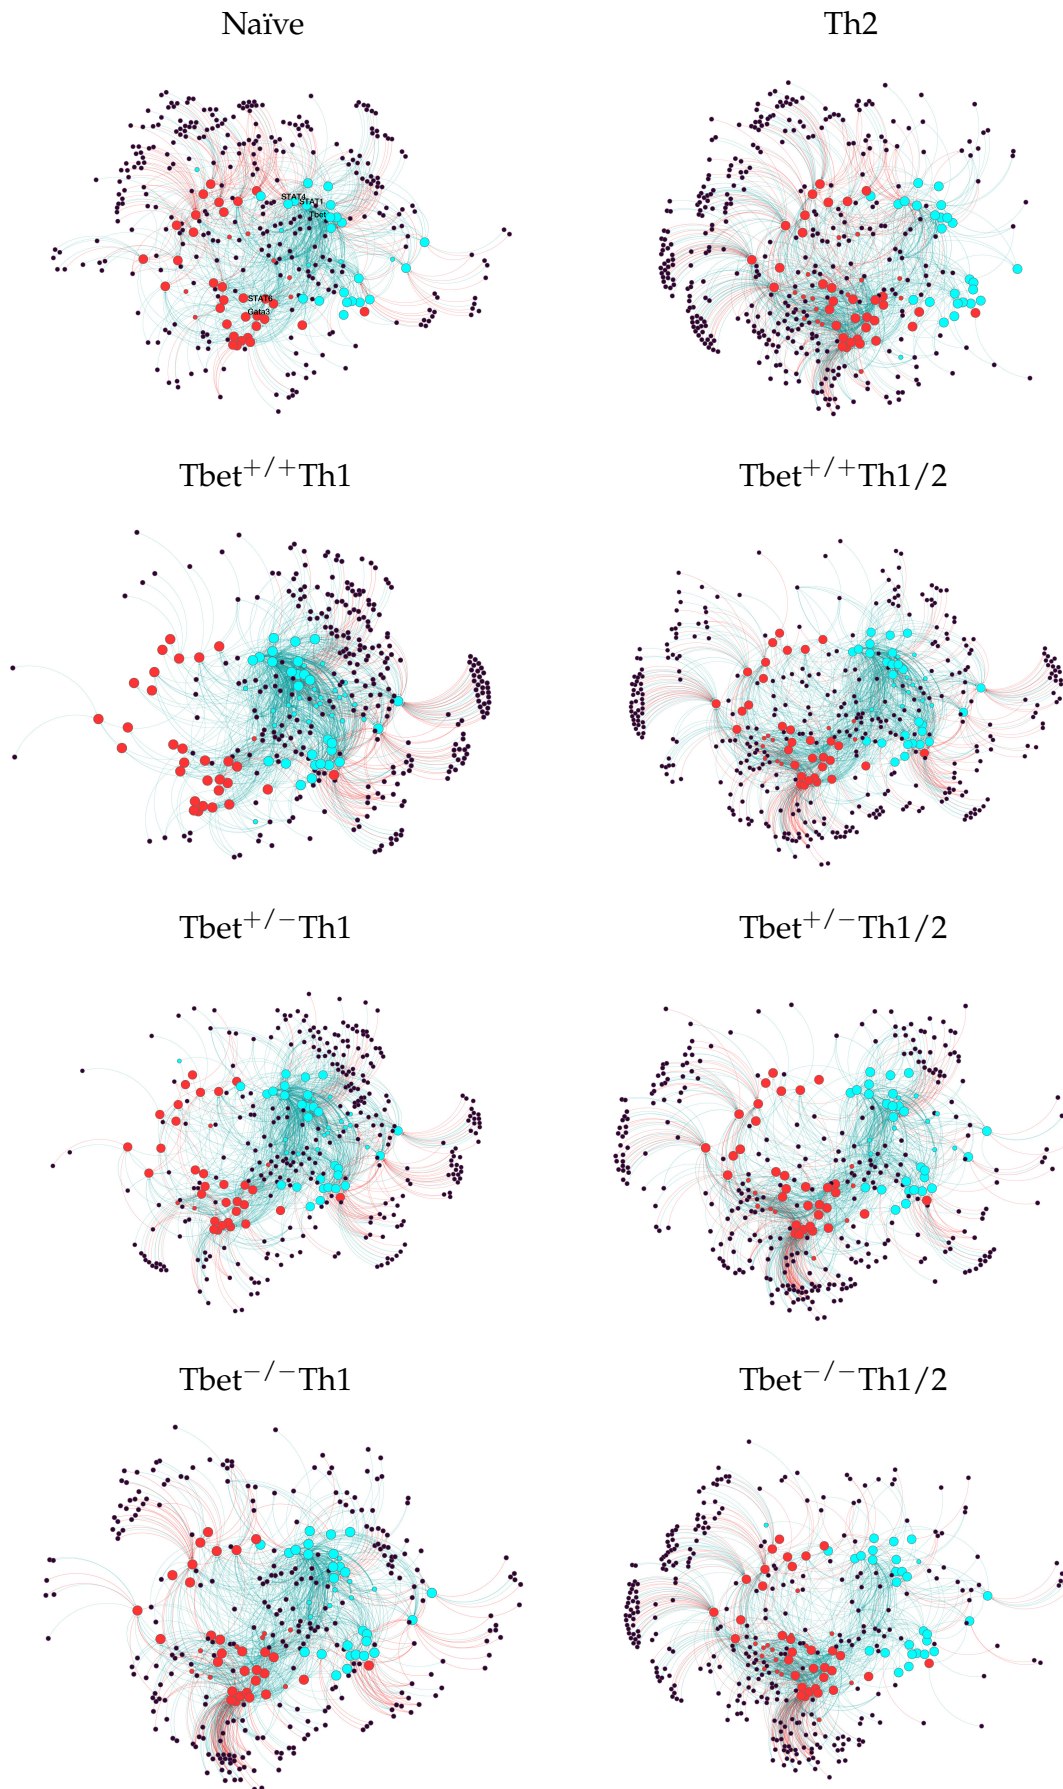 Naïve Th2
STAT4
STAT1
Tbet
STAT6
Gata3
Tbet⁺/⁺Th1 Tbet⁺/⁺Th1/2
Tbet⁺/⁻Th1 Tbet⁺/⁻Th1/2
Tbet⁻/⁻Th1 Tbet⁻/⁻Th1/2